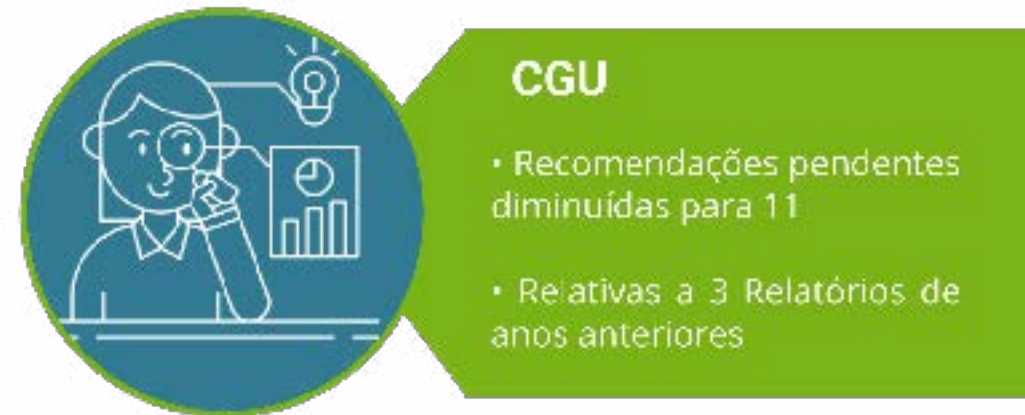 CGU
• Recomendações pendentes
diminuídas para 11
• Relativas a 3 Relatórios de
anos anteriores